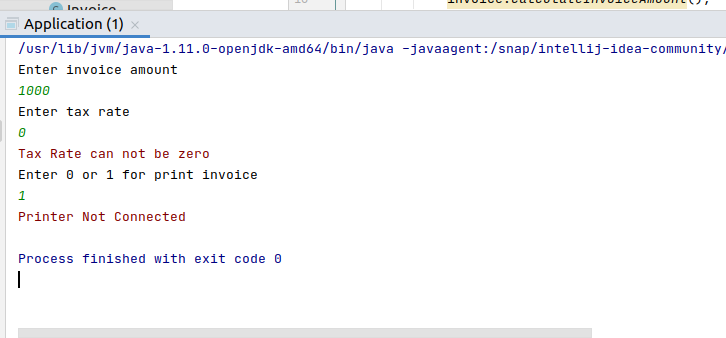 Invoice
invoice.calculateInvoiceAmount();
Application (1)
/usr/lib/jvm/java-1.11.0-openjdk-amd64/bin/java -javaagent:/snap/intellij-idea-community/
Enter invoice amount
1000
Enter tax rate
0
Tax Rate can not be zero
Enter 0 or 1 for print invoice
1
Printer Not Connected
Process finished with exit code 0